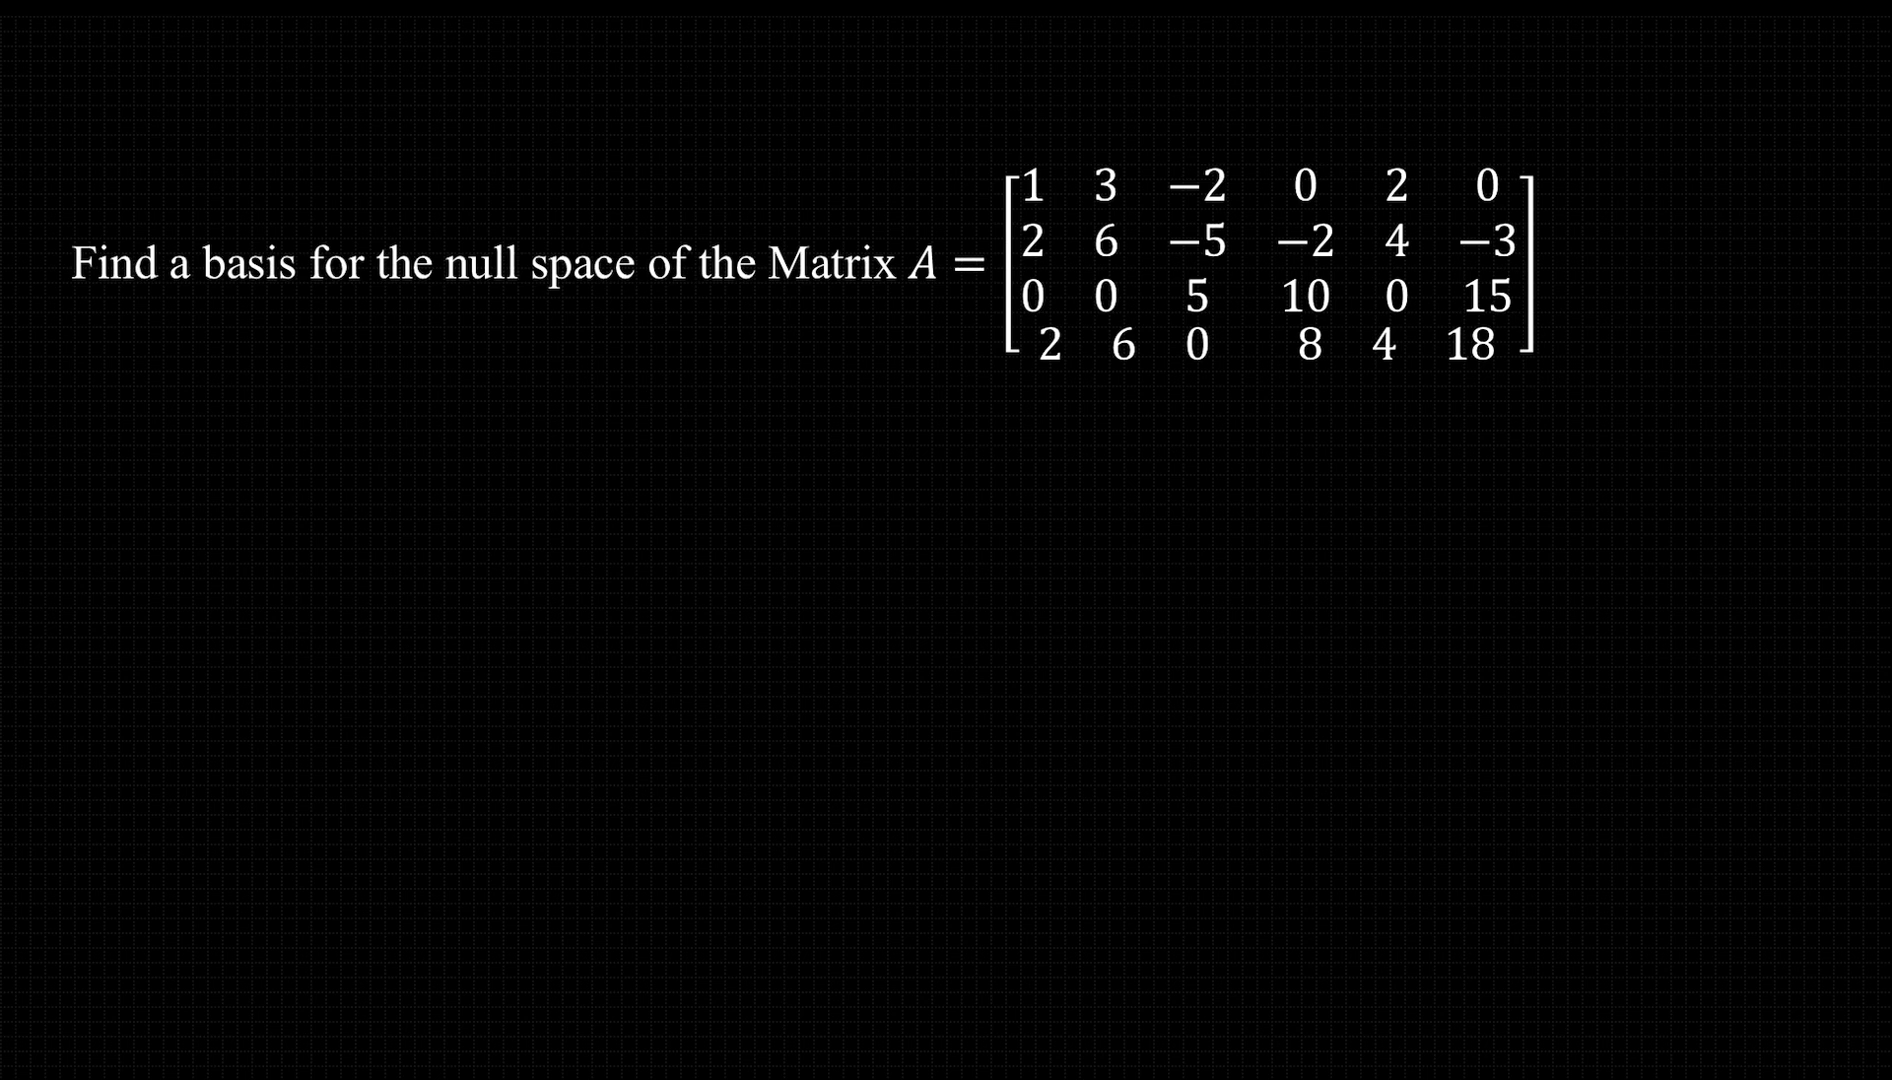 Find a basis for the null space of the Matrix A =
1 3 −2 0 2 0
2 6 −5 −2 4 −3
0 0 5 10 0 15
2 6 0 8 4 18